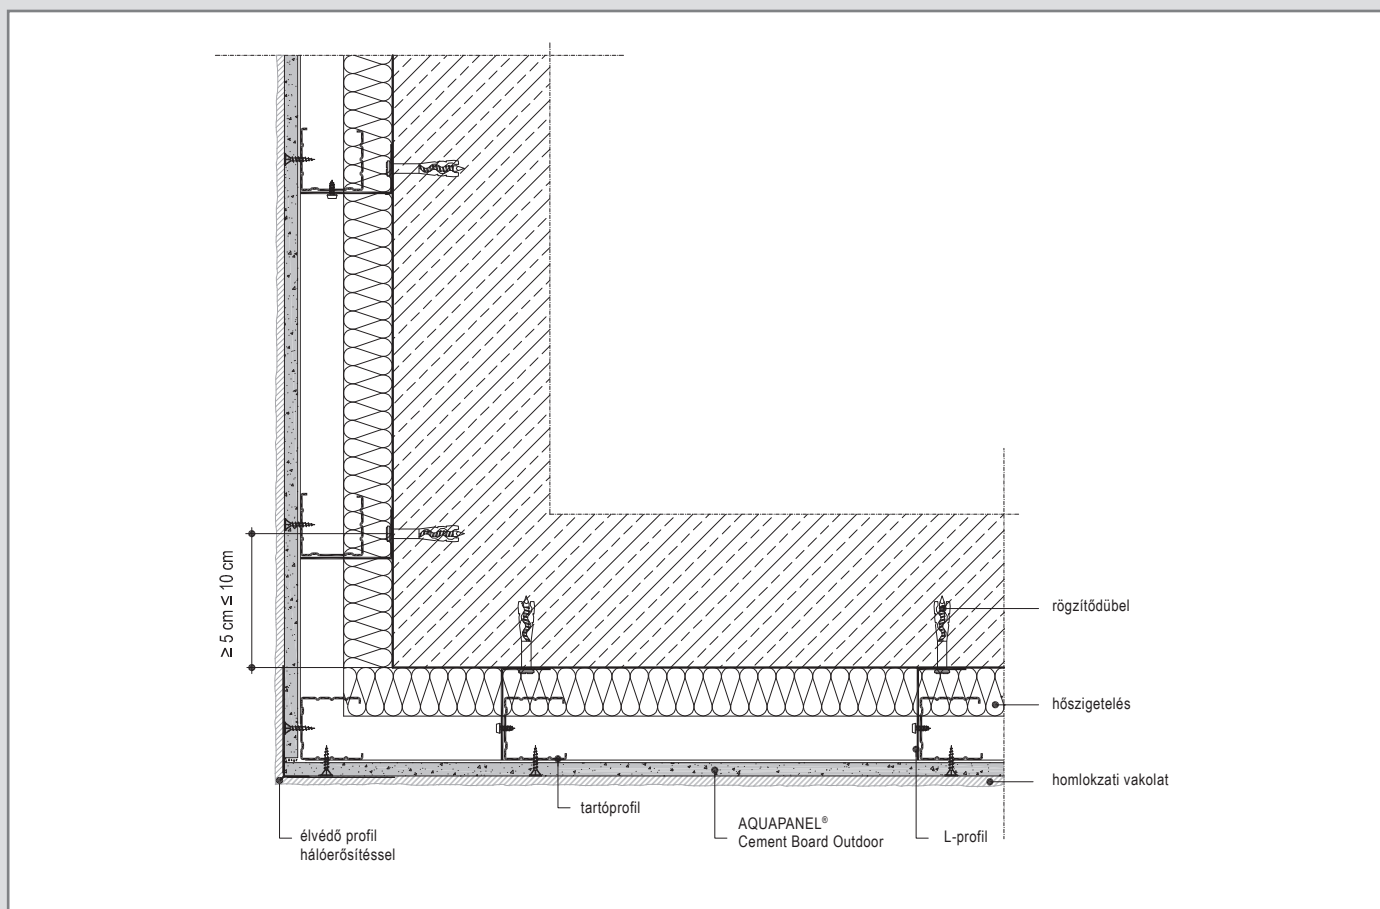 ≥ 5 cm ≤ 10 cm
rögzítődübel
hőszigetelés
homlokzati vakolat
tartóprofil
AQUAPANEL®
Cement Board Outdoor
L-profil
élvédő profil
hálóerősítéssel